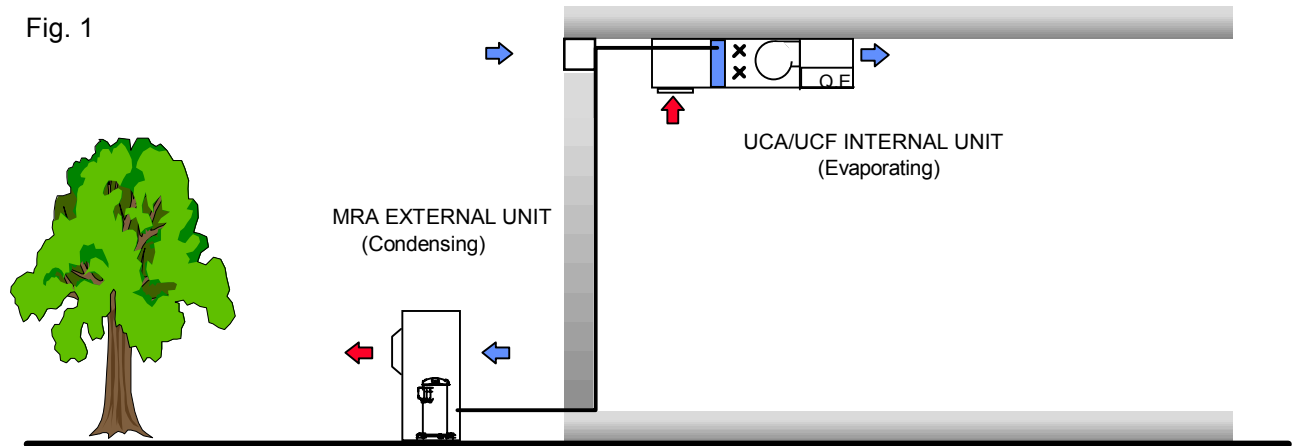 Fig. 1
Q.E
UCA/UCF INTERNAL UNIT
(Evaporating)
MRA EXTERNAL UNIT
(Condensing)